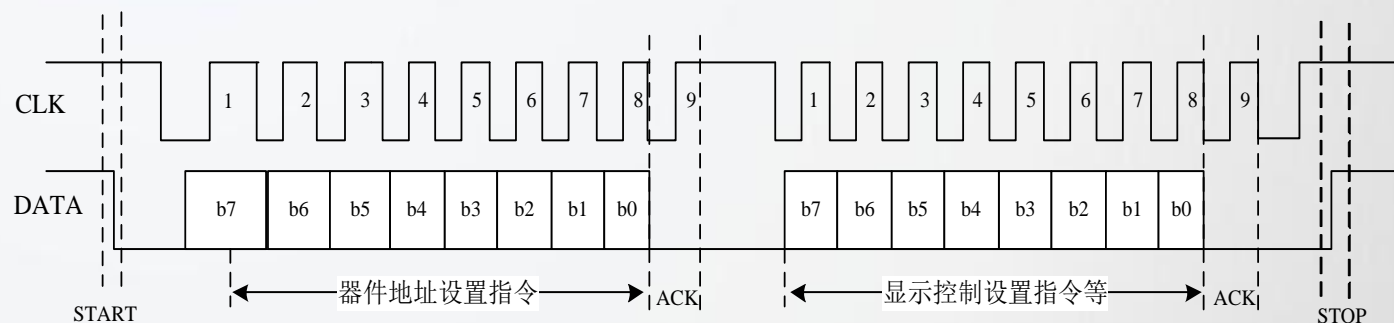 CLK 1 2 3 4 5 6 7 8 9 1 2 3 4 5 6 7 8 9
DATA b7 b6 b5 b4 b3 b2 b1 b0 b7 b6 b5 b4 b3 b2 b1 b0
器件地址设置指令 ACK 显示控制设置指令等 ACK
START STOP